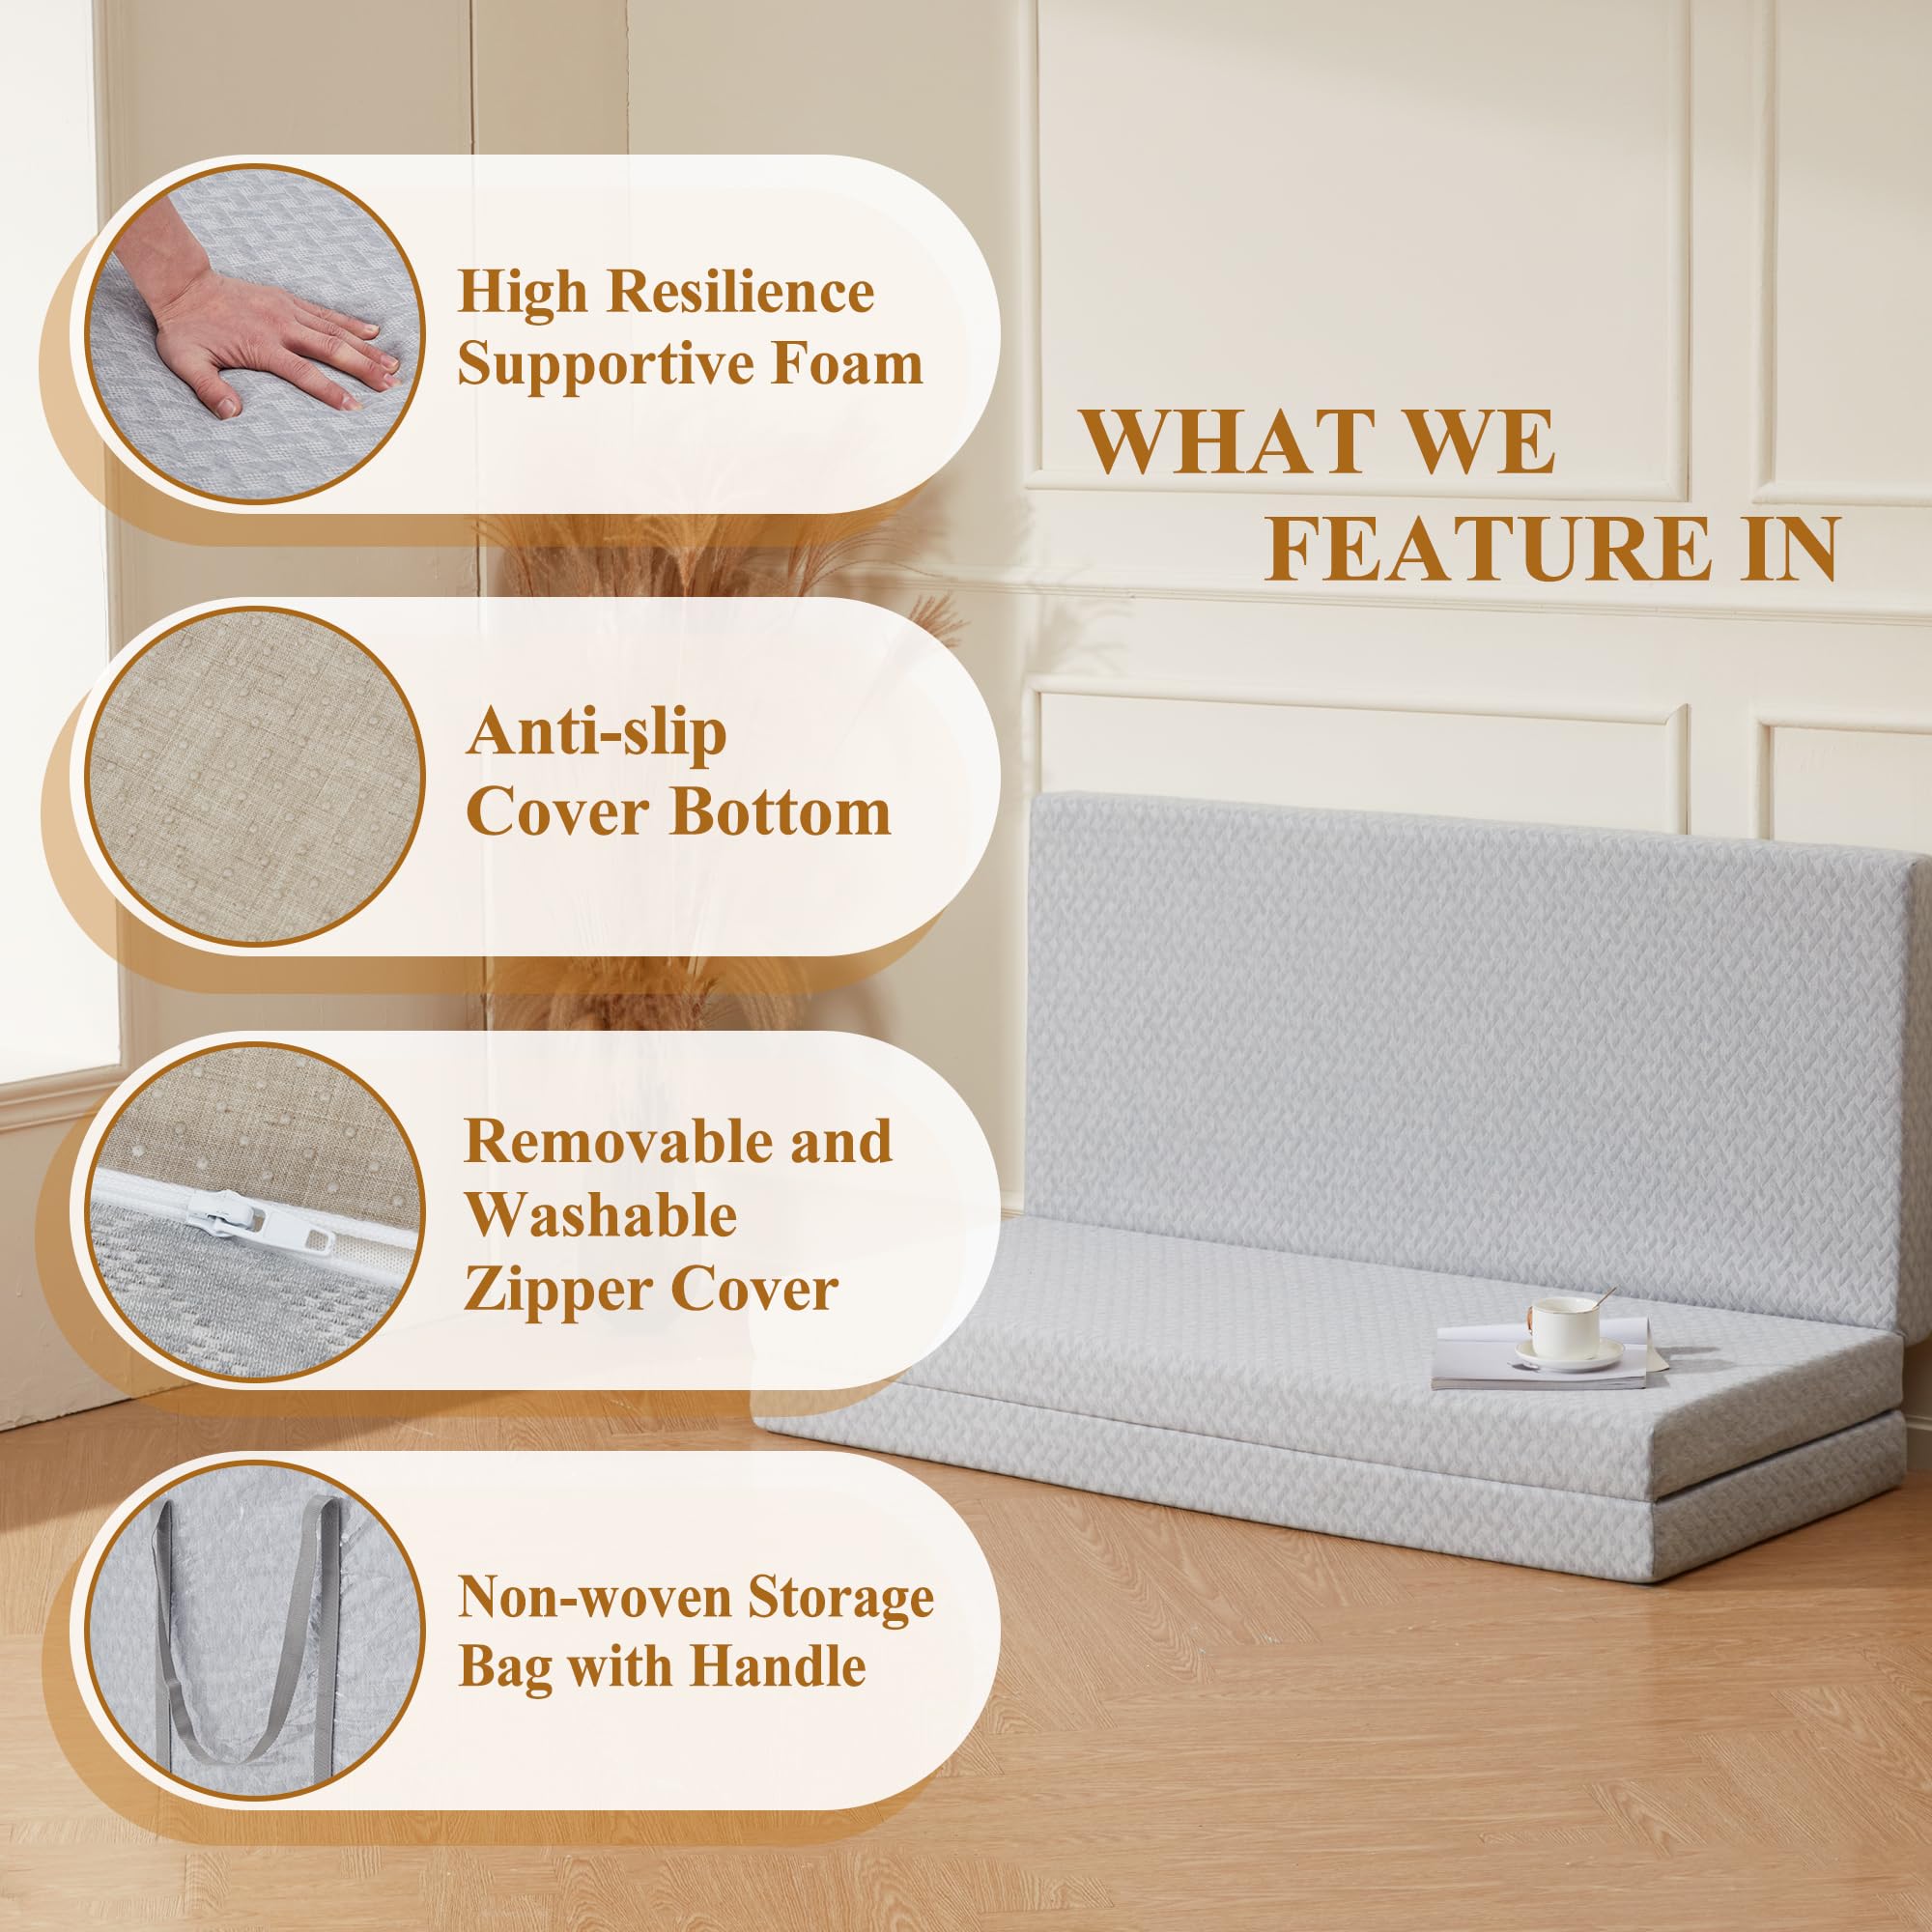 WHAT WE
FEATURE IN
High Resilience
Supportive Foam
Anti-slip
Cover Bottom
Removable and
Washable
Zipper Cover
Non-woven Storage
Bag with Handle